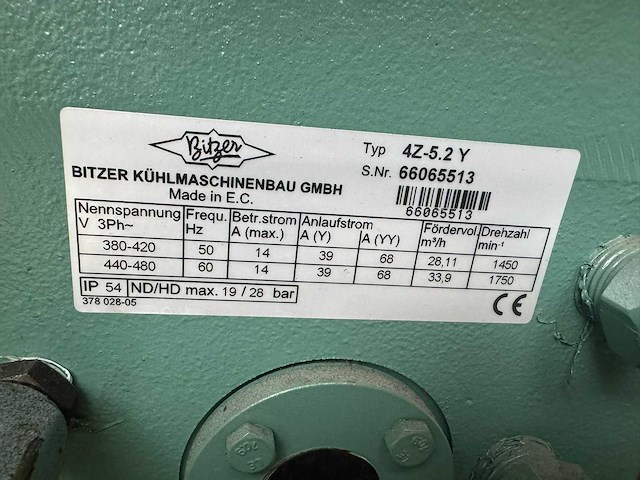 Bitzer
BITZER KÜHLMASCHINENBAU GMBH
Made in E.C.
Typ 4Z-5.2 Y
S.Nr. 66065513
66065513
Nennspannung V 3Ph~ Frequ. Hz Betr.strom A (max.) Anlaufstrom A (Y) A (YY) Fördervol m³/h Drehzahl min⁻¹
380-420 50 14 39 68 28,11 1450
440-480 60 14 39 68 33,9 1750
IP 54 ND/HD max. 19 / 28 bar
378 028-05
CE